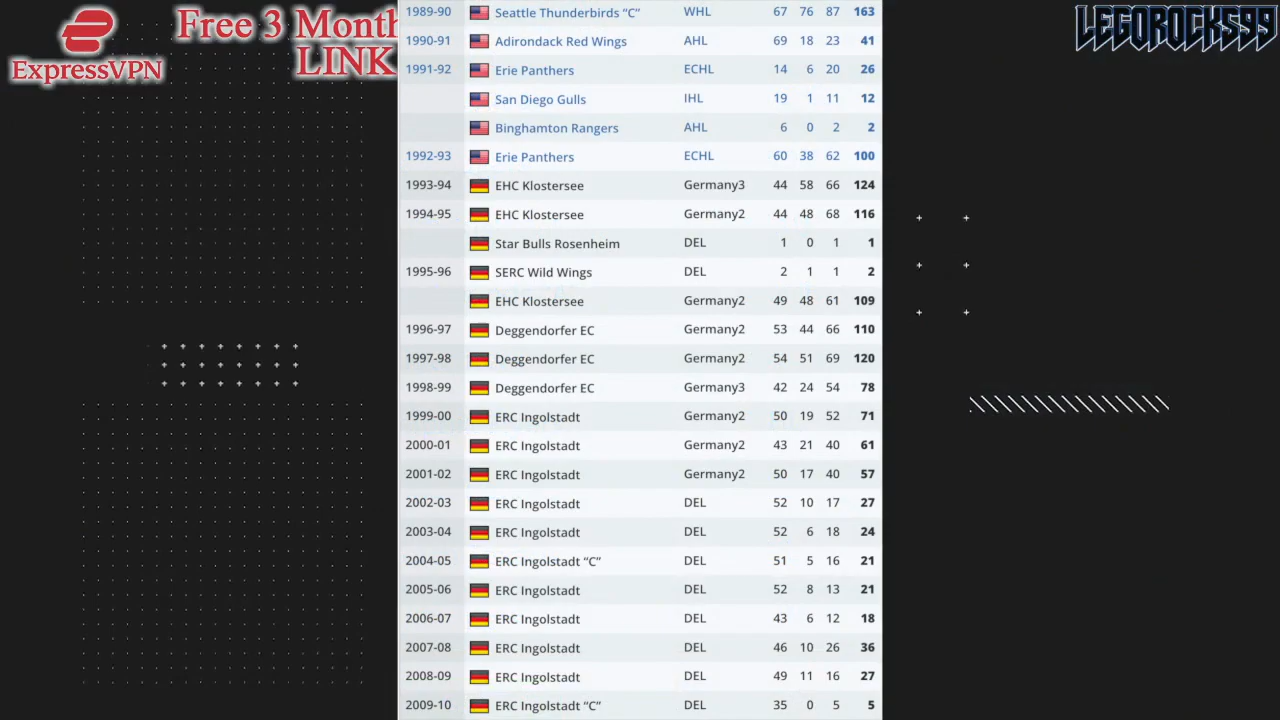 ExpressVPN
Free 3 Month
LINK
LEGOROCKS99
1989-90 Seattle Thunderbirds “C” WHL 67 76 87 163
1990-91 Adirondack Red Wings AHL 69 18 23 41
1991-92 Erie Panthers ECHL 14 6 20 26
San Diego Gulls IHL 19 1 11 12
Binghamton Rangers AHL 6 0 2 2
1992-93 Erie Panthers ECHL 60 38 62 100
1993-94 EHC Klostersee Germany3 44 58 66 124
1994-95 EHC Klostersee Germany2 44 48 68 116
Star Bulls Rosenheim DEL 1 0 1 1
1995-96 SERC Wild Wings DEL 2 1 1 2
EHC Klostersee Germany2 49 48 61 109
1996-97 Deggendorfer EC Germany2 53 44 66 110
1997-98 Deggendorfer EC Germany2 54 51 69 120
1998-99 Deggendorfer EC Germany3 42 24 54 78
1999-00 ERC Ingolstadt Germany2 50 19 52 71
2000-01 ERC Ingolstadt Germany2 43 21 40 61
2001-02 ERC Ingolstadt Germany2 50 17 40 57
2002-03 ERC Ingolstadt DEL 52 10 17 27
2003-04 ERC Ingolstadt DEL 52 6 18 24
2004-05 ERC Ingolstadt “C” DEL 51 5 16 21
2005-06 ERC Ingolstadt DEL 52 8 13 21
2006-07 ERC Ingolstadt DEL 43 6 12 18
2007-08 ERC Ingolstadt DEL 46 10 26 36
2008-09 ERC Ingolstadt DEL 49 11 16 27
2009-10 ERC Ingolstadt “C” DEL 35 0 5 5